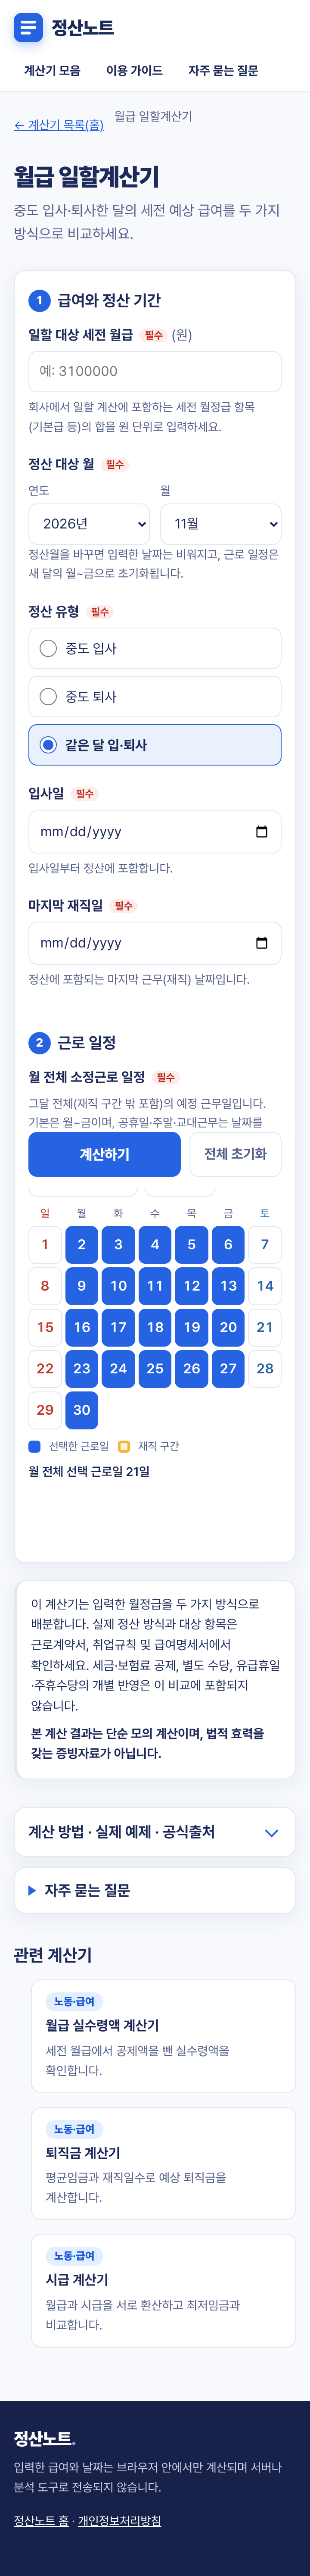 정산노트
계산기 모음 이용 가이드 자주 묻는 질문
← 계산기 목록(홈) 월급 일할계산기
월급 일할계산기
중도 입사·퇴사한 달의 세전 예상 급여를 두 가지
방식으로 비교하세요.
1 급여와 정산 기간
일할 대상 세전 월급 필수 (원)
예: 3100000
회사에서 일할 계산에 포함하는 세전 월정급 항목
(기본급 등)의 합을 원 단위로 입력하세요.
정산 대상 월 필수
연도 월
2026년 11월
정산월을 바꾸면 입력한 날짜는 비워지고, 근로 일정은
새 달의 월~금으로 초기화됩니다.
정산 유형 필수
중도 입사
중도 퇴사
같은 달 입·퇴사
입사일 필수
mm/dd/yyyy
입사일부터 정산에 포함합니다.
마지막 재직일 필수
mm/dd/yyyy
정산에 포함되는 마지막 근무(재직) 날짜입니다.
2 근로 일정
월 전체 소정근로 일정 필수
그달 전체(재직 구간 밖 포함)의 예정 근무일입니다.
기본은 월~금이며, 공휴일·주말·교대근무는 날짜를
계산하기 전체 초기화
일 월 화 수 목 금 토
1 2 3 4 5 6 7
8 9 10 11 12 13 14
15 16 17 18 19 20 21
22 23 24 25 26 27 28
29 30
선택한 근로일 재직 구간
월 전체 선택 근로일 21일
이 계산기는 입력한 월정급을 두 가지 방식으로
배분합니다. 실제 정산 방식과 대상 항목은
근로계약서, 취업규칙 및 급여명세서에서
확인하세요. 세금·보험료 공제, 별도 수당, 유급휴일
·주휴수당의 개별 반영은 이 비교에 포함되지
않습니다.
본 계산 결과는 단순 모의 계산이며, 법적 효력을
갖는 증빙자료가 아닙니다.
계산 방법 · 실제 예제 · 공식출처
자주 묻는 질문
관련 계산기
노동·급여
월급 실수령액 계산기
세전 월급에서 공제액을 뺀 실수령액을
확인합니다.
노동·급여
퇴직금 계산기
평균임금과 재직일수로 예상 퇴직금을
계산합니다.
노동·급여
시급 계산기
월급과 시급을 서로 환산하고 최저임금과
비교합니다.
정산노트.
입력한 급여와 날짜는 브라우저 안에서만 계산되며 서버나
분석 도구로 전송되지 않습니다.
정산노트 홈 · 개인정보처리방침